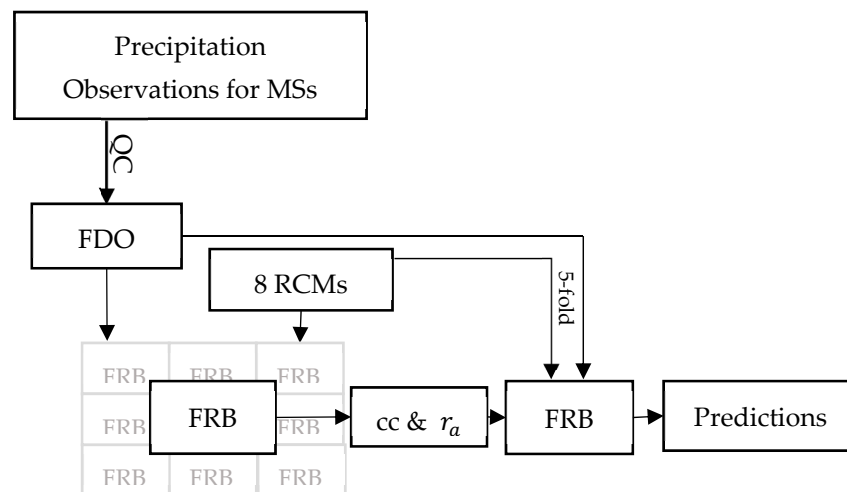 Precipitation
Observations for MSs
QC
FDO
8 RCMs
5-fold
FRB FRB FRB
FRB FRB FRB
FRB
cc & rₐ
FRB
Predictions
FRB FRB FRB